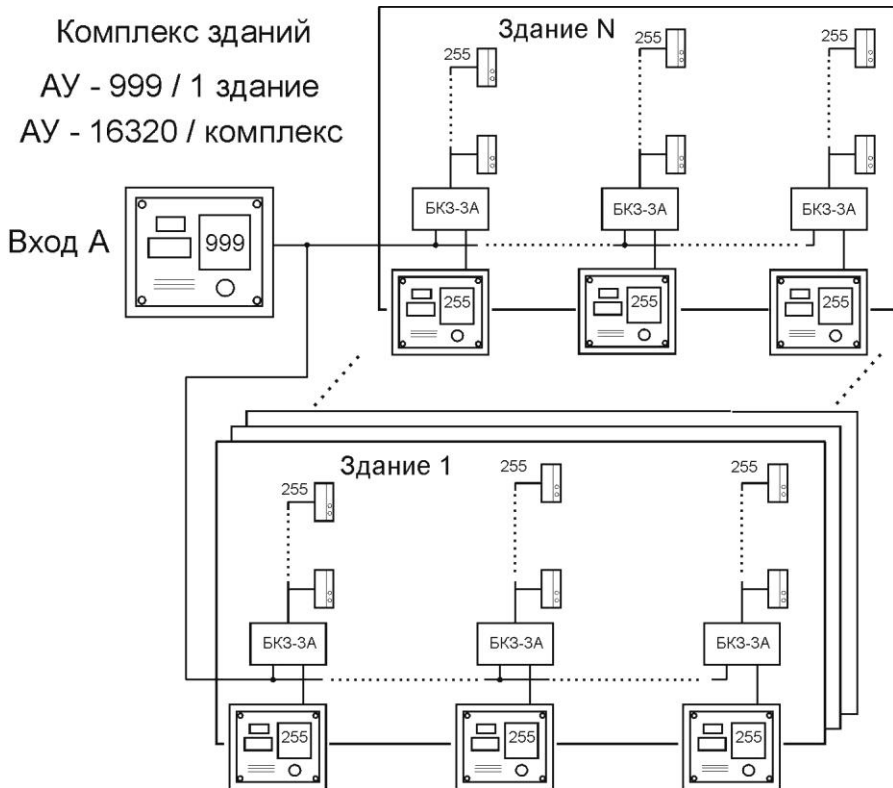 Комплекс зданий
АУ - 999 / 1 здание
АУ - 16320 / комплекс
Здание N
255
255
255
БКЗ-3А
БКЗ-3А
БКЗ-3А
Вход А
999
255
255
255
Здание 1
255
255
255
БКЗ-3А
БКЗ-3А
БКЗ-3А
255
255
255